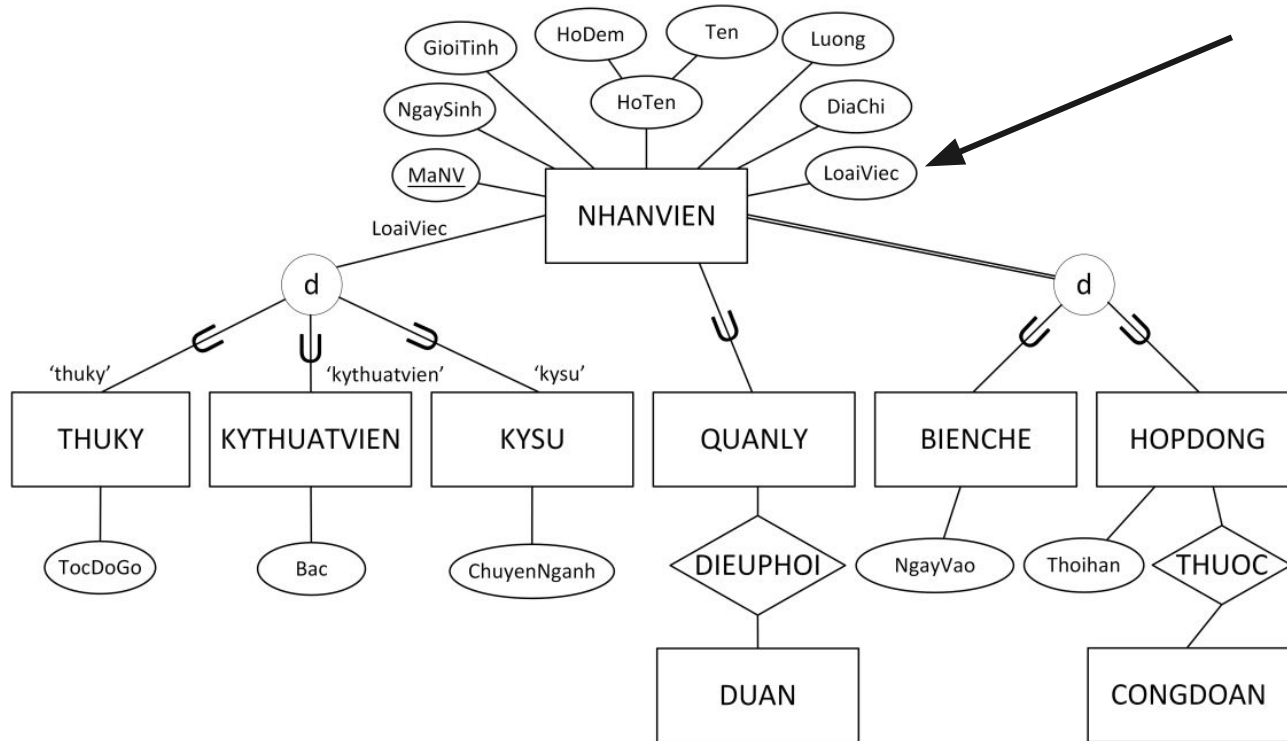 HoDem
Ten
GioiTinh
Luong
HoTen
NgaySinh
DiaChi
MaNV
LoaiViec
NHANVIEN
LoaiViec
d
d
'thuky'
'kythuatvien'
'kysu'
THUKY
KYTHUATVIEN
KYSU
QUANLY
BIENCHE
HOPDONG
TocDoGo
Bac
ChuyenNganh
DIEUPHOI
NgayVao
Thoihan
THUOC
DUAN
CONGDOAN